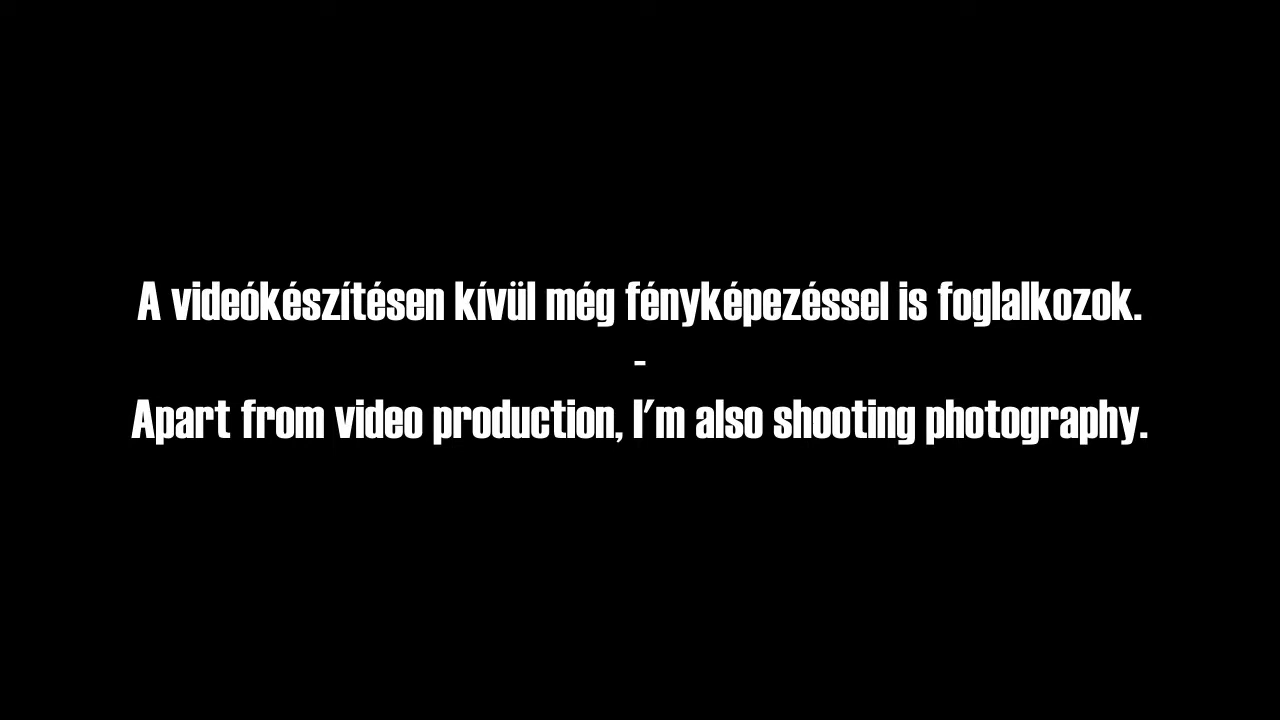 A videókészítésen kívül még fényképezéssel is foglalkozok.
-
Apart from video production, I'm also shooting photography.